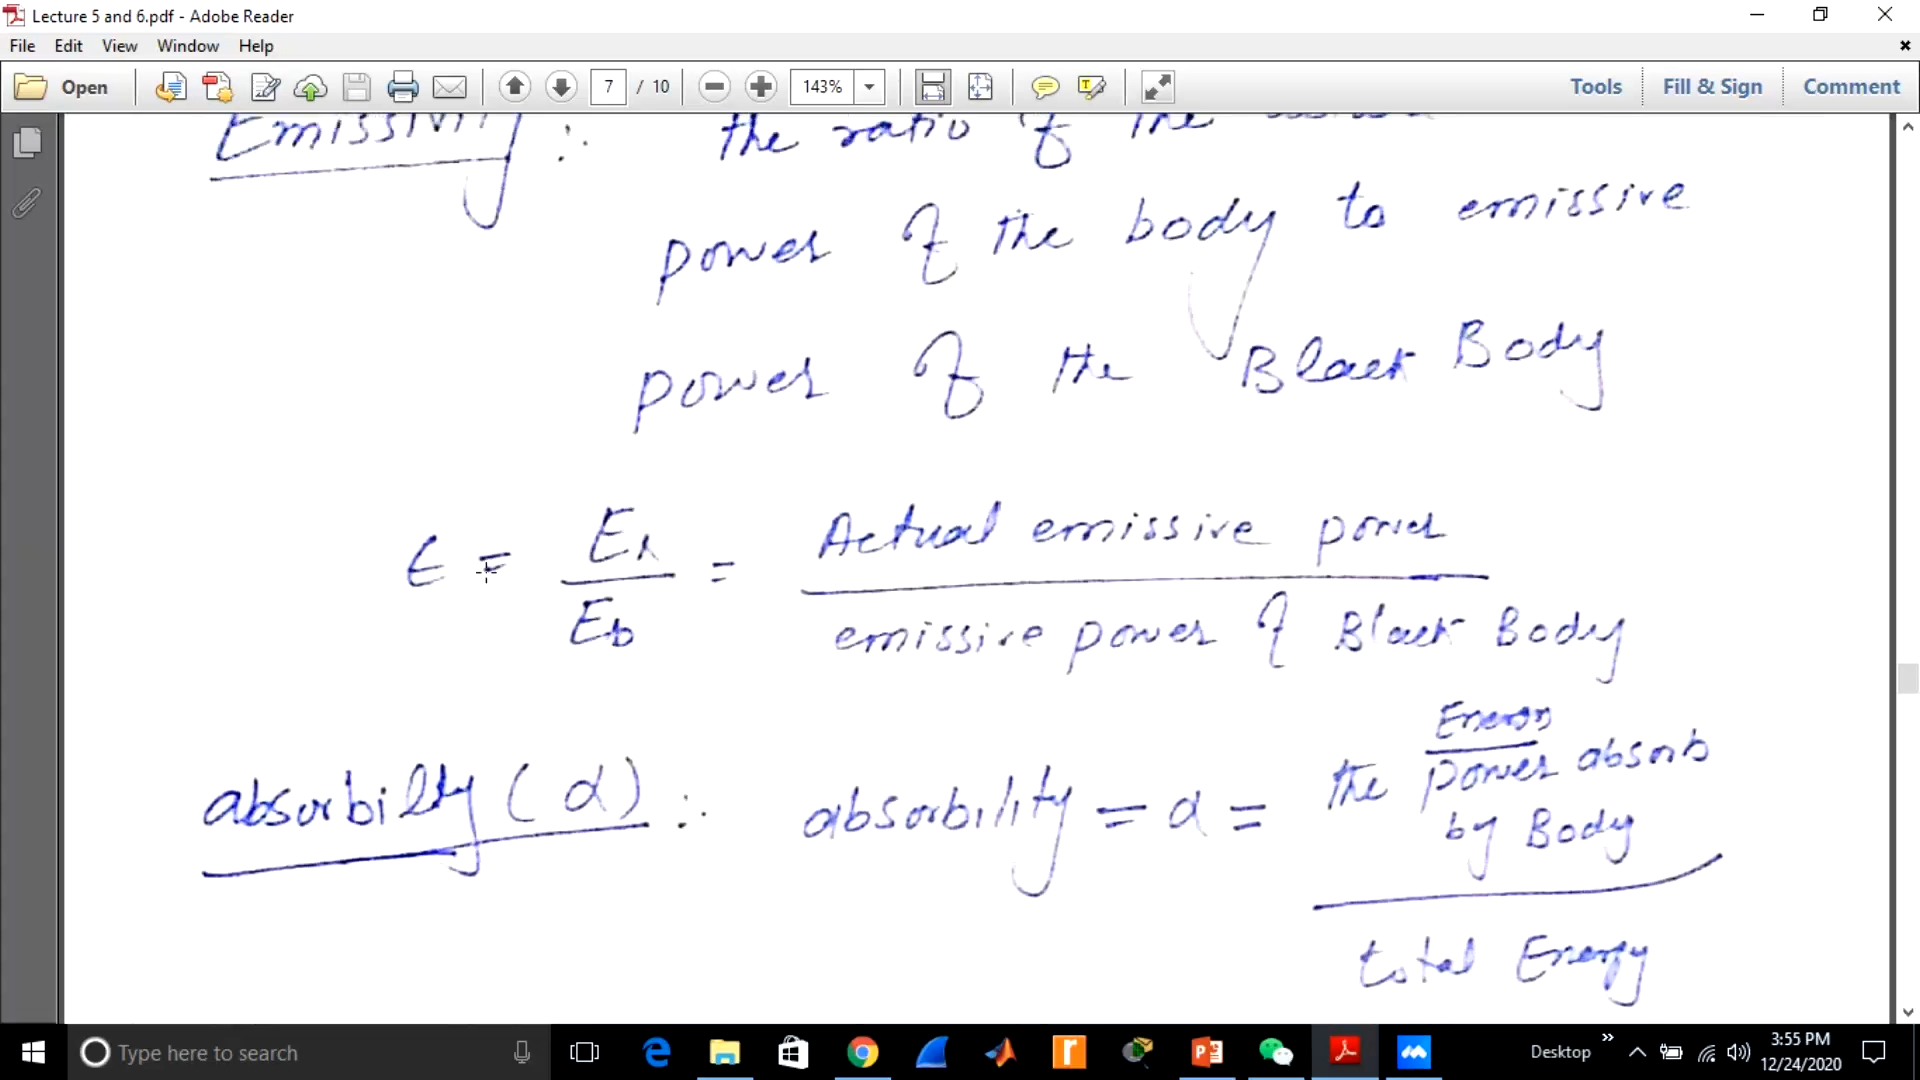 Lecture 5 and 6.pdf - Adobe Reader
File Edit View Window Help
Open 7 / 10 143% Tools Fill & Sign Comment
Emissivity :. the ratio of the
power of the body to emissive
power of the Black Body
ϵ = Eλ / Eb = Actual emissive power / emissive power of Black Body
absorbility (α) :. absorbility = α = the Energy power absorb by Body / total Energy
Type here to search
Desktop
3:55 PM
12/24/2020